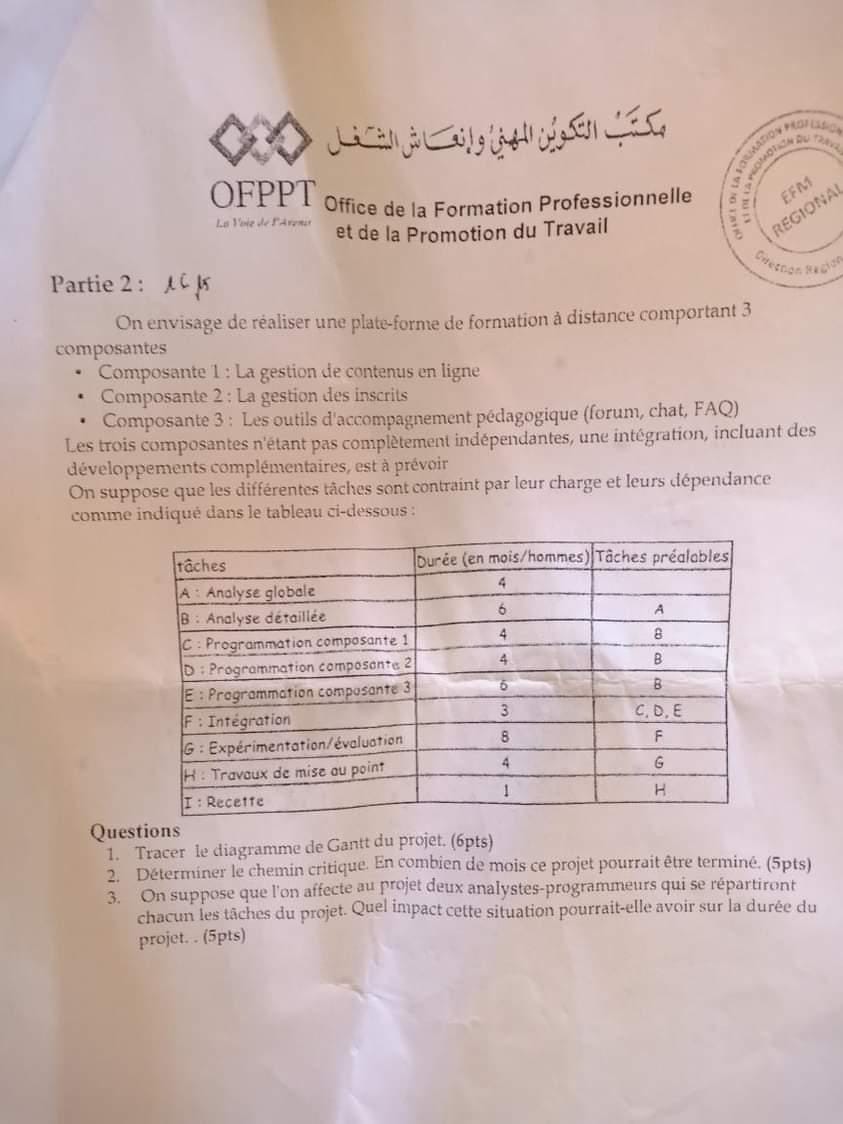 مكتب التكوين المهني وإنعاش الشغل
OFPPT
La Voie de l'Avenir
Office de la Formation Professionnelle
et de la Promotion du Travail
OFFICE DE LA FORMATION PROFESSION
ET DE LA PROMOTION DU TRAVAI
EFM
REGIONAL
Direction Région
Partie 2 :
On envisage de réaliser une plate-forme de formation à distance comportant 3
composantes
• Composante 1 : La gestion de contenus en ligne
• Composante 2 : La gestion des inscrits
• Composante 3 : Les outils d'accompagnement pédagogique (forum, chat, FAQ)
Les trois composantes n'étant pas complètement indépendantes, une intégration, incluant des
développements complémentaires, est à prévoir
On suppose que les différentes tâches sont contraint par leur charge et leurs dépendance
comme indiqué dans le tableau ci-dessous :
tâches Durée (en mois/hommes) Tâches préalables
A : Analyse globale 4
B : Analyse détaillée 6 A
C : Programmation composante 1 4 B
D : Programmation composante 2 4 B
E : Programmation composante 3 6 B
F : Intégration 3 C, D, E
G : Expérimentation/évaluation 8 F
H : Travaux de mise au point 4 G
I : Recette 1 H
Questions
1. Tracer le diagramme de Gantt du projet. (6pts)
2. Déterminer le chemin critique. En combien de mois ce projet pourrait être terminé. (5pts)
3. On suppose que l'on affecte au projet deux analystes-programmeurs qui se répartiront
chacun les tâches du projet. Quel impact cette situation pourrait-elle avoir sur la durée du
projet. . (5pts)